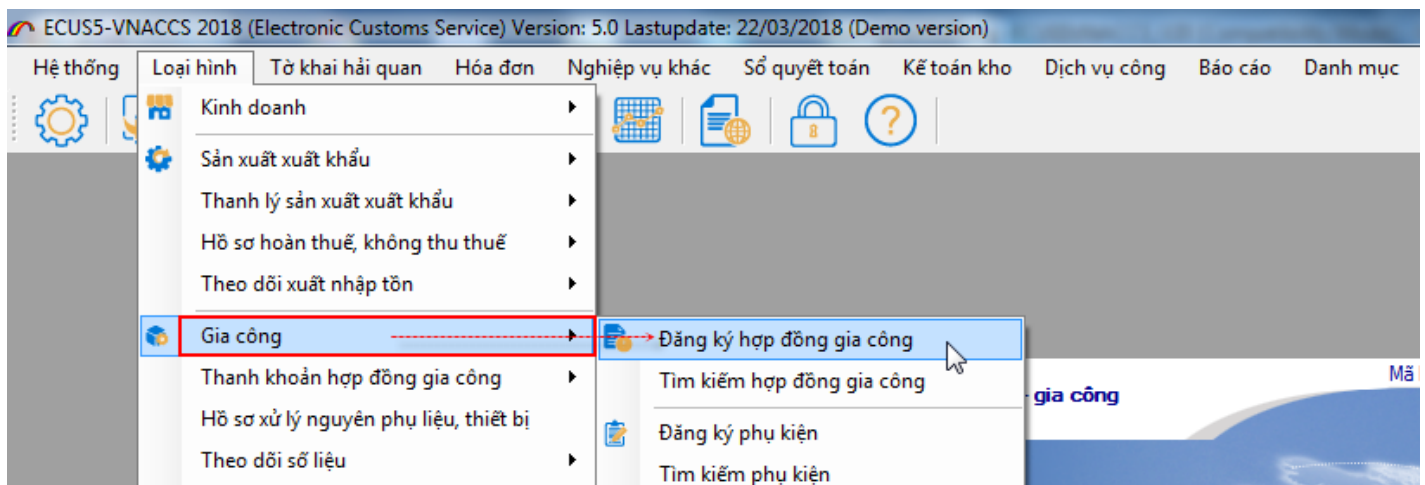 ECUS5-VNACCS 2018 (Electronic Customs Service) Version: 5.0 Lastupdate: 22/03/2018 (Demo version)
Hệ thống Loại hình Tờ khai hải quan Hóa đơn Nghiệp vụ khác Sổ quyết toán Kế toán kho Dịch vụ công Báo cáo Danh mục
Kinh doanh
Sản xuất xuất khẩu
Thanh lý sản xuất xuất khẩu
Hồ sơ hoàn thuế, không thu thuế
Theo dõi xuất nhập tồn
Gia công
Đăng ký hợp đồng gia công
Thanh khoản hợp đồng gia công
Tìm kiếm hợp đồng gia công
Mã
- gia công
Hồ sơ xử lý nguyên phụ liệu, thiết bị
Đăng ký phụ kiện
Theo dõi số liệu
Tìm kiếm phụ kiện